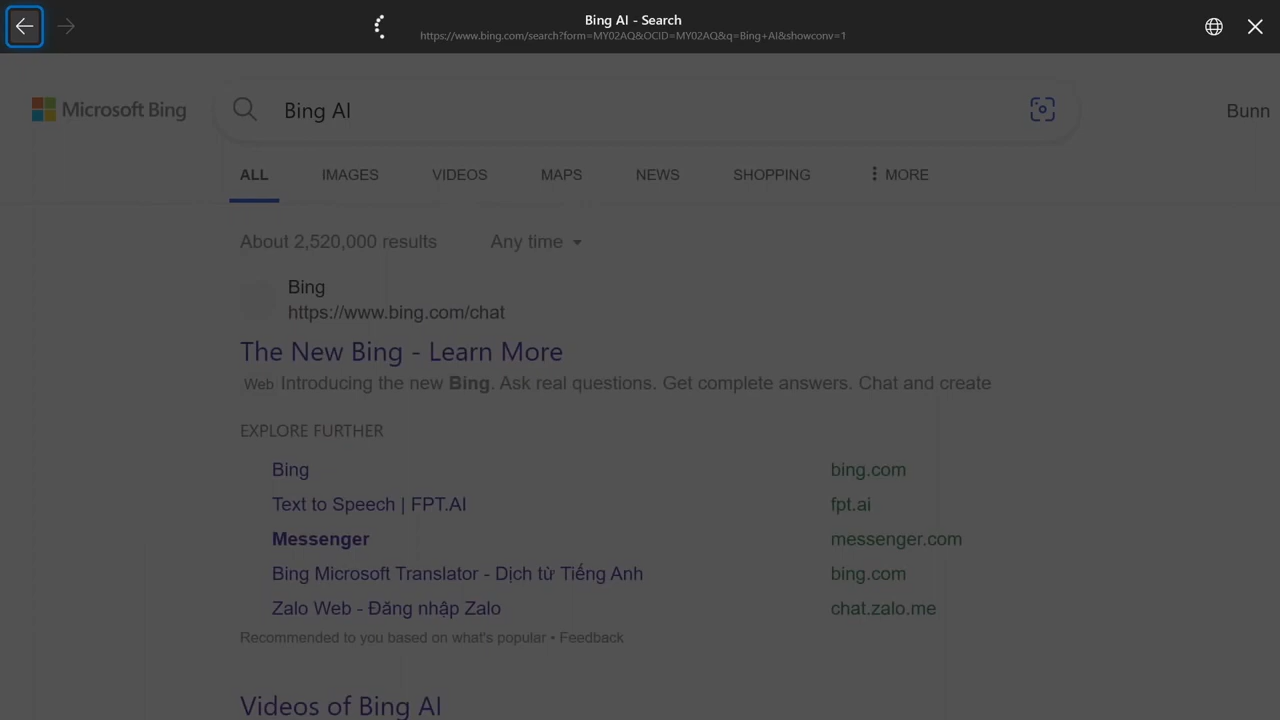 Bing AI - Search
https://www.bing.com/search?form=MY02AQ&OCID=MY02AQ&q=Bing+AI&showconv=1
Microsoft Bing
Bing AI
Bunn
ALL IMAGES VIDEOS MAPS NEWS SHOPPING MORE
About 2,520,000 results Any time
Bing
https://www.bing.com/chat
The New Bing - Learn More
Web Introducing the new Bing. Ask real questions. Get complete answers. Chat and create
EXPLORE FURTHER
Bing bing.com
Text to Speech | FPT.AI fpt.ai
Messenger messenger.com
Bing Microsoft Translator - Dịch từ Tiếng Anh bing.com
Zalo Web - Đăng nhập Zalo chat.zalo.me
Recommended to you based on what's popular • Feedback
Videos of Bing AI